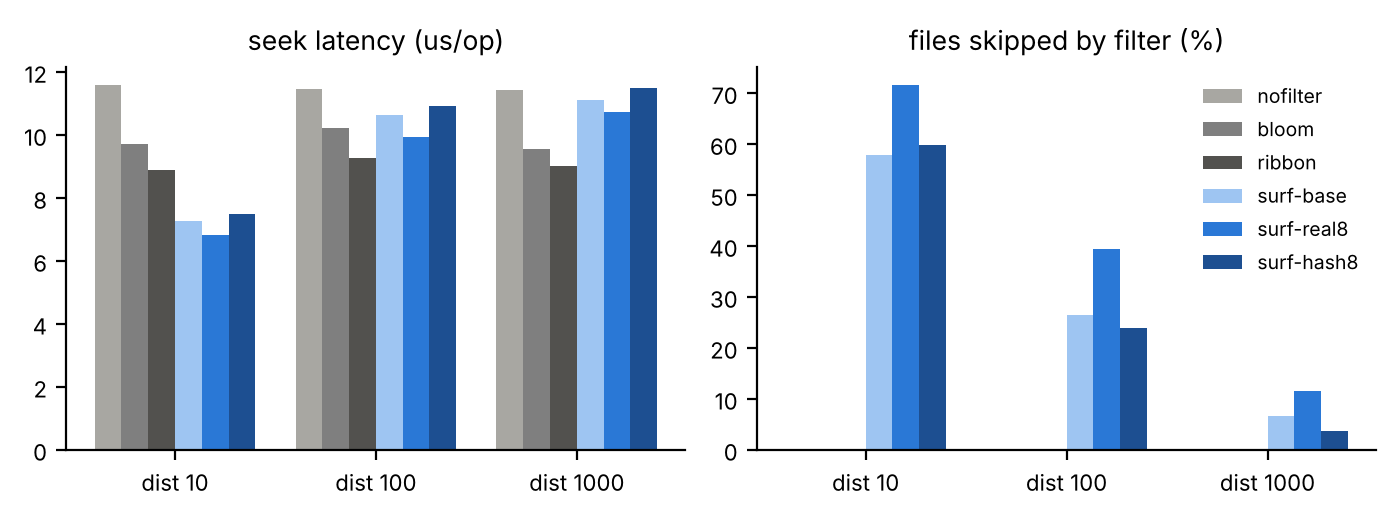 seek latency (us/op)
12
10
8
6
4
2
0
dist 10
dist 100
dist 1000
files skipped by filter (%)
70
60
50
40
30
20
10
0
dist 10
dist 100
dist 1000
nofilter
bloom
ribbon
surf-base
surf-real8
surf-hash8